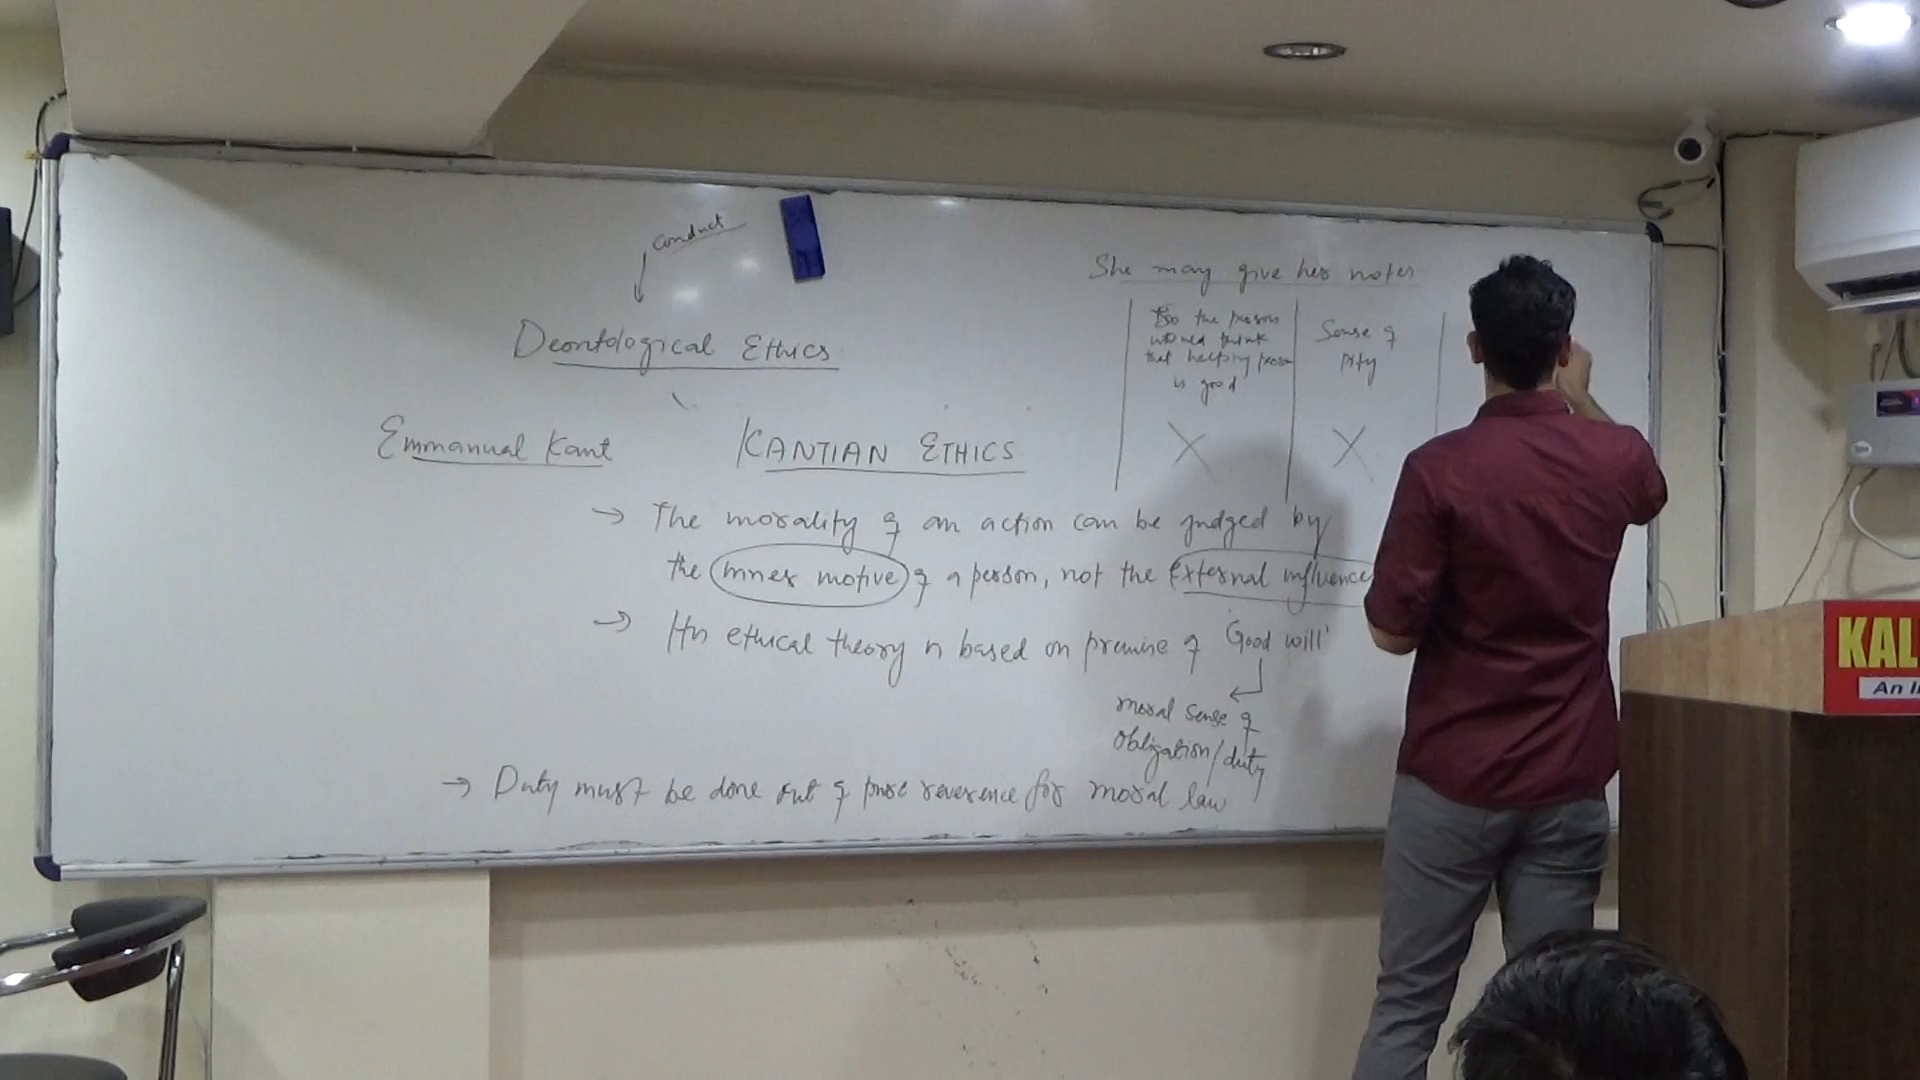 Conduct
Deontological Ethics
Emmanual Kant
KANTIAN ETHICS
→ The morality of an action can be judged by
the inner motive of a person, not the External influence
→ His ethical theory is based on premise of 'Good will'
Moral Sense of
Obligation/duty
→ Duty must be done out of pure reverence for moral law
She may give her notes
the person
would think
that helping
is good
Sense of
Pity
X
X
KAL
An I